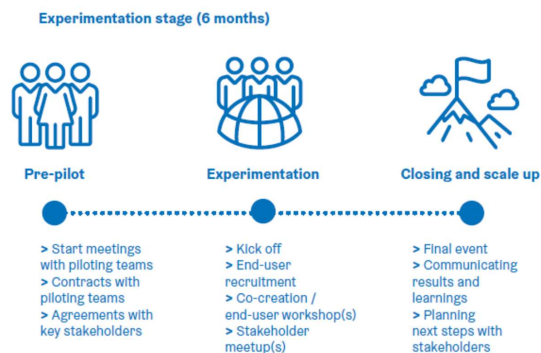 Experimentation stage (6 months)
Pre-pilot
Experimentation
Closing and scale up
> Start meetings
with piloting teams
> Contracts with
piloting teams
> Agreements with
key stakeholders
> Kick off
> End-user
recruitment
> Co-creation /
end-user workshop(s)
> Stakeholder
meetup(s)
> Final event
> Communicating
results and
learnings
> Planning
next steps with
stakeholders